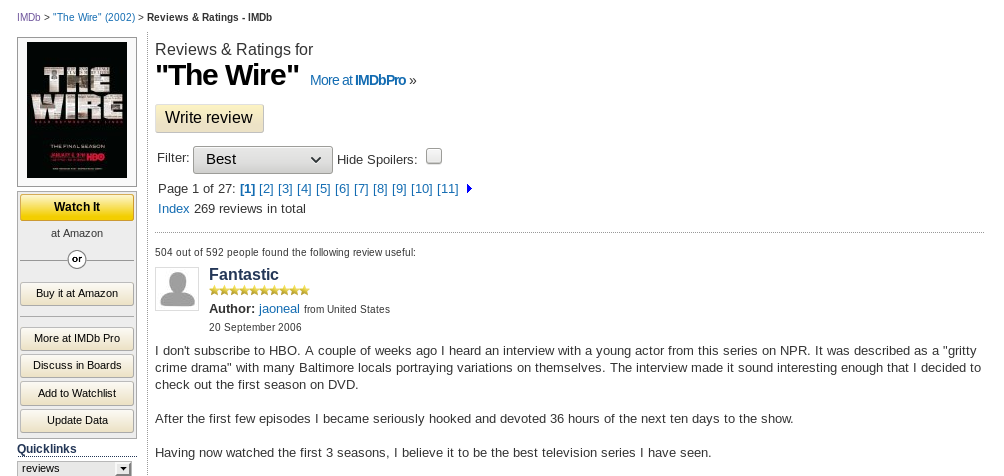 IMDb > "The Wire" (2002) > Reviews & Ratings - IMDb
THE
WIRE
THE FINAL SEASON
HBO
Watch It
at Amazon
or
Buy it at Amazon
More at IMDb Pro
Discuss in Boards
Add to Watchlist
Update Data
Quicklinks
reviews
Reviews & Ratings for
"The Wire" More at IMDbPro »
Write review
Filter: Best Hide Spoilers:
Page 1 of 27: [1] [2] [3] [4] [5] [6] [7] [8] [9] [10] [11]
Index 269 reviews in total
504 out of 592 people found the following review useful:
Fantastic
Author: jaoneal from United States
20 September 2006
I don't subscribe to HBO. A couple of weeks ago I heard an interview with a young actor from this series on NPR. It was described as a "gritty
crime drama" with many Baltimore locals portraying variations on themselves. The interview made it sound interesting enough that I decided to
check out the first season on DVD.
After the first few episodes I became seriously hooked and devoted 36 hours of the next ten days to the show.
Having now watched the first 3 seasons, I believe it to be the best television series I have seen.